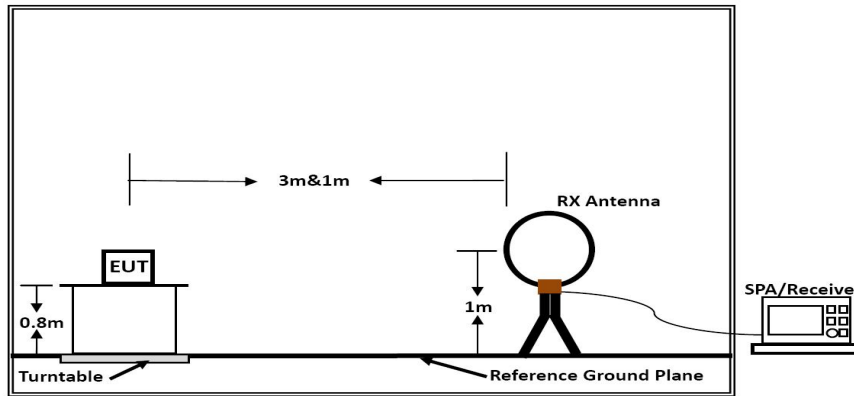 3m&1m
RX Antenna
EUT
SPA/Receive
0.8m
1m
Turntable
Reference Ground Plane